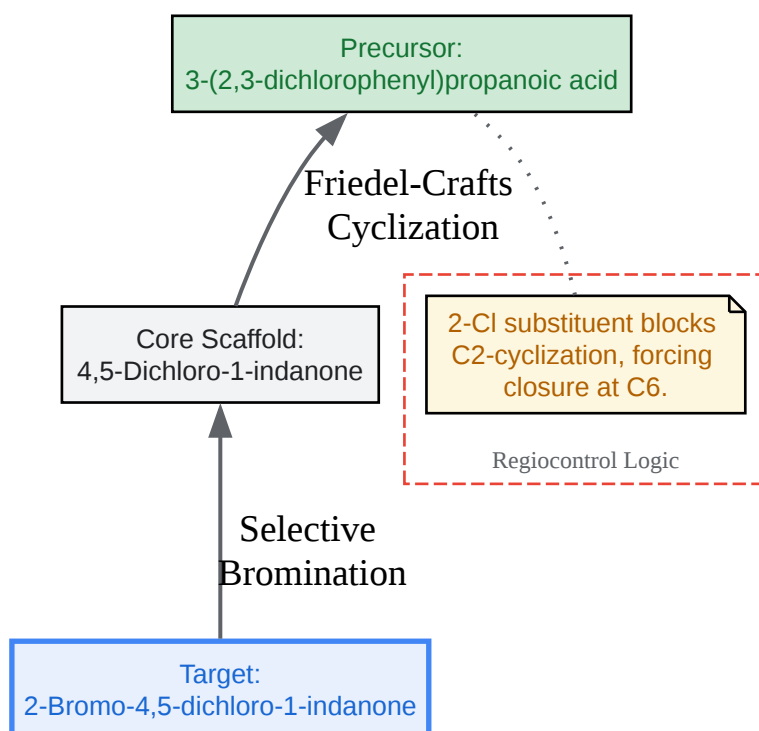 Precursor:
3-(2,3-dichlorophenyl)propanoic acid
Friedel-Crafts
Cyclization
Core Scaffold:
4,5-Dichloro-1-indanone
2-Cl substituent blocks
C2-cyclization, forcing
closure at C6.
Regiocontrol Logic
Selective
Bromination
Target:
2-Bromo-4,5-dichloro-1-indanone